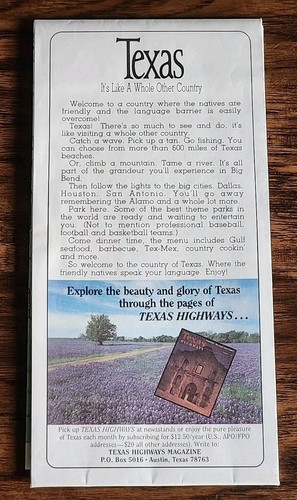 Texas
It's Like A Whole Other Country
Welcome to a country where the natives are
friendly and the language barrier is easily
overcome!
Texas! There's so much to see and do, it's
like visiting a whole other country.
Catch a wave. Pick up a tan. Go fishing. You
can choose from more than 600 miles of Texas
beaches.
Or, climb a mountain. Tame a river. It's all
part of the grandeur you'll experience in Big
Bend.
Then follow the lights to the big cities. Dallas.
Houston. San Antonio. You'll go away
remembering the Alamo and a whole lot more.
Park here. Some of the best theme parks in
the world are ready and waiting to entertain
you. (Not to mention professional baseball,
football and basketball teams.)
Come dinner time, the menu includes Gulf
seafood, barbecue, Tex-Mex, country cookin'
and more.
So welcome to the country of Texas. Where the
friendly natives speak your language. Enjoy!
Explore the beauty and glory of Texas
through the pages of
TEXAS HIGHWAYS...
Pick up TEXAS HIGHWAYS at newsstands or enjoy the pure pleasure
of Texas each month by subscribing for $12.50/year (U.S., APO/FPO
addresses—$20 all other addresses). Write to:
TEXAS HIGHWAYS MAGAZINE
P.O. Box 5016 • Austin, Texas 78763